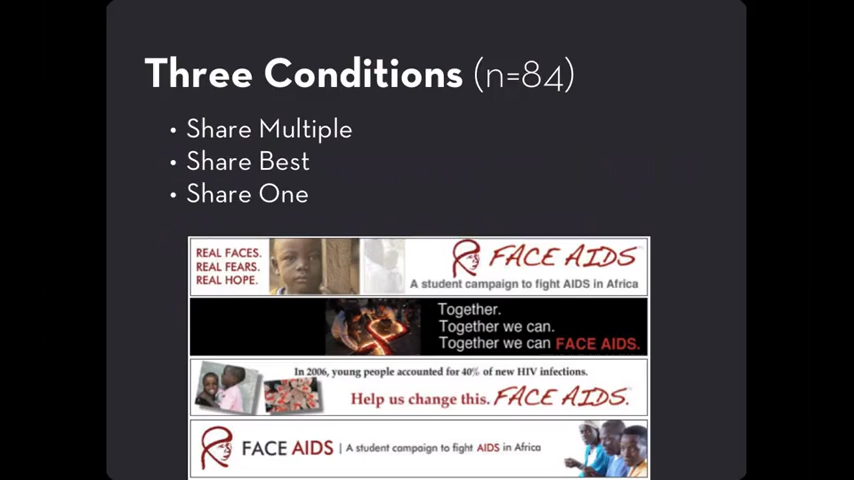 Three Conditions (n=84)
• Share Multiple
• Share Best
• Share One
REAL FACES.
REAL FEARS.
REAL HOPE.
FACE AIDS
A student campaign to fight AIDS in Africa
Together.
Together we can.
Together we can FACE AIDS.
In 2006, young people accounted for 40% of new HIV infections.
Help us change this. FACE AIDS.
FACE AIDS | A student campaign to fight AIDS in Africa